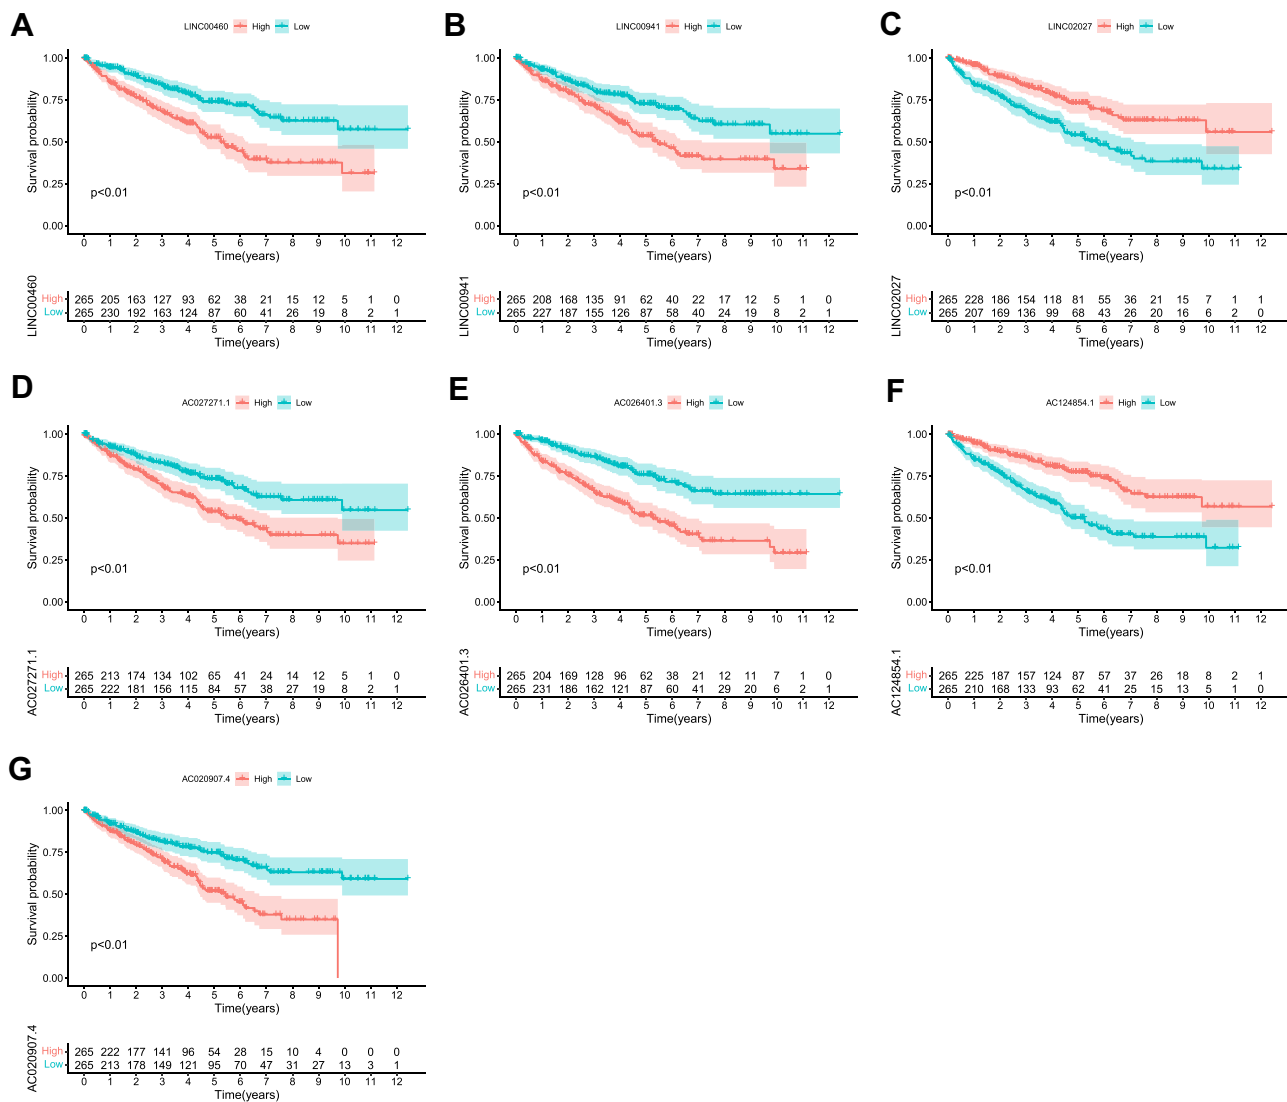 A
LINC00460 High Low
Survival probability
1.00
0.75
0.50
0.25
0.00
p<0.01
0 1 2 3 4 5 6 7 8 9 10 11 12
Time(years)
LINC00460
High 265 205 163 127 93 62 38 21 15 12 5 1 0
Low 265 230 192 163 124 87 60 41 26 19 8 2 1
0 1 2 3 4 5 6 7 8 9 10 11 12
Time(years)
B
LINC00941 High Low
Survival probability
1.00
0.75
0.50
0.25
0.00
p<0.01
0 1 2 3 4 5 6 7 8 9 10 11 12
Time(years)
LINC00941
High 265 208 168 135 91 62 40 22 17 12 5 1 0
Low 265 227 187 155 126 87 58 40 24 19 8 2 1
0 1 2 3 4 5 6 7 8 9 10 11 12
Time(years)
C
LINC02027 High Low
Survival probability
1.00
0.75
0.50
0.25
0.00
p<0.01
0 1 2 3 4 5 6 7 8 9 10 11 12
Time(years)
LINC02027
High 265 228 186 154 118 81 55 36 21 15 7 1 1
Low 265 207 169 136 99 68 43 26 20 16 6 2 0
0 1 2 3 4 5 6 7 8 9 10 11 12
Time(years)
D
AC027271.1 High Low
Survival probability
1.00
0.75
0.50
0.25
0.00
p<0.01
0 1 2 3 4 5 6 7 8 9 10 11 12
Time(years)
AC027271.1
High 265 213 174 134 102 65 41 24 14 12 5 1 0
Low 265 222 181 156 115 84 57 38 27 19 8 2 1
0 1 2 3 4 5 6 7 8 9 10 11 12
Time(years)
E
AC026401.3 High Low
Survival probability
1.00
0.75
0.50
0.25
0.00
p<0.01
0 1 2 3 4 5 6 7 8 9 10 11 12
Time(years)
AC026401.3
High 265 204 169 128 96 62 38 21 12 11 7 1 0
Low 265 231 186 162 121 87 60 41 29 20 6 2 1
0 1 2 3 4 5 6 7 8 9 10 11 12
Time(years)
F
AC124854.1 High Low
Survival probability
1.00
0.75
0.50
0.25
0.00
p<0.01
0 1 2 3 4 5 6 7 8 9 10 11 12
Time(years)
AC124854.1
High 265 225 187 157 124 87 57 37 26 18 8 2 1
Low 265 210 168 133 93 62 41 25 15 13 5 1 0
0 1 2 3 4 5 6 7 8 9 10 11 12
Time(years)
G
AC020907.4 High Low
Survival probability
1.00
0.75
0.50
0.25
0.00
p<0.01
0 1 2 3 4 5 6 7 8 9 10 11 12
Time(years)
AC020907.4
High 265 222 177 141 96 54 28 15 10 4 0 0 0
Low 265 213 178 149 121 95 70 47 31 27 13 3 1
0 1 2 3 4 5 6 7 8 9 10 11 12
Time(years)